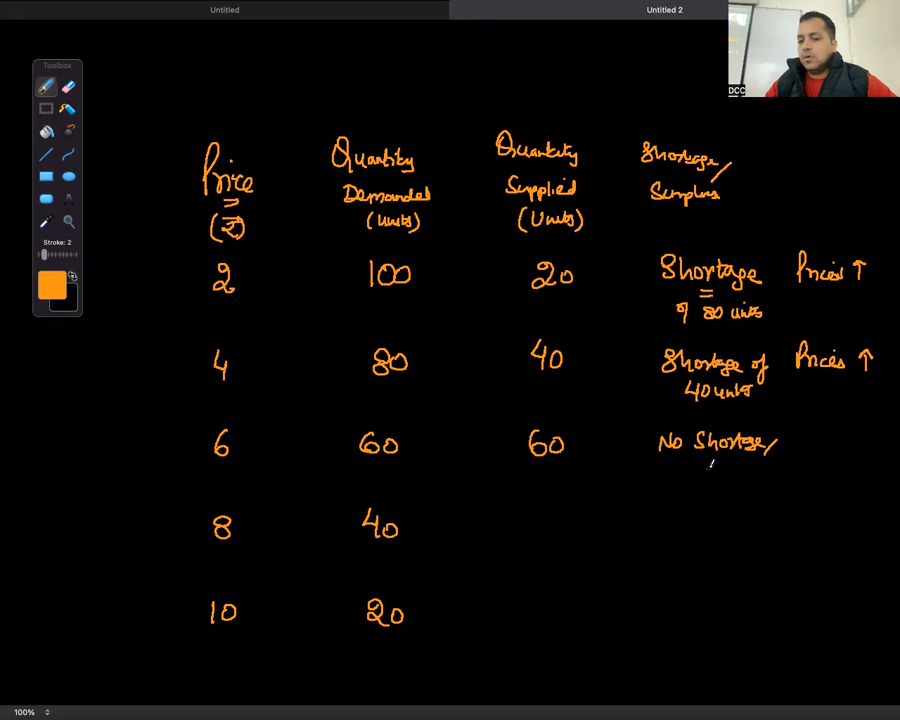 Untitled
Untitled 2
Toolbox
DCC
Stroke: 2
Price Quantity Quantity Shortage/
Demanded Supplied Surplus
(₹) (Units) (Units)
2 100 20 Shortage Prices ↑
of 80 units
4 80 40 Shortage of Prices ↑
40 units
6 60 60 No Shortage/
8 40
10 20
100%